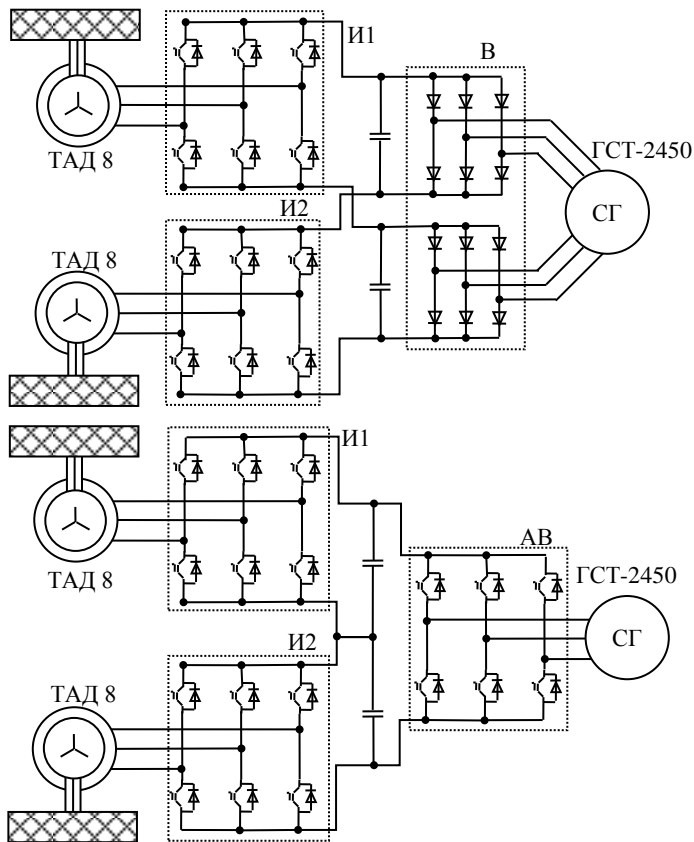 И1
В
ТАД 8
ГСТ-2450
СГ
И2
ТАД 8
И1
АВ
ТАД 8
ГСТ-2450
СГ
И2
ТАД 8